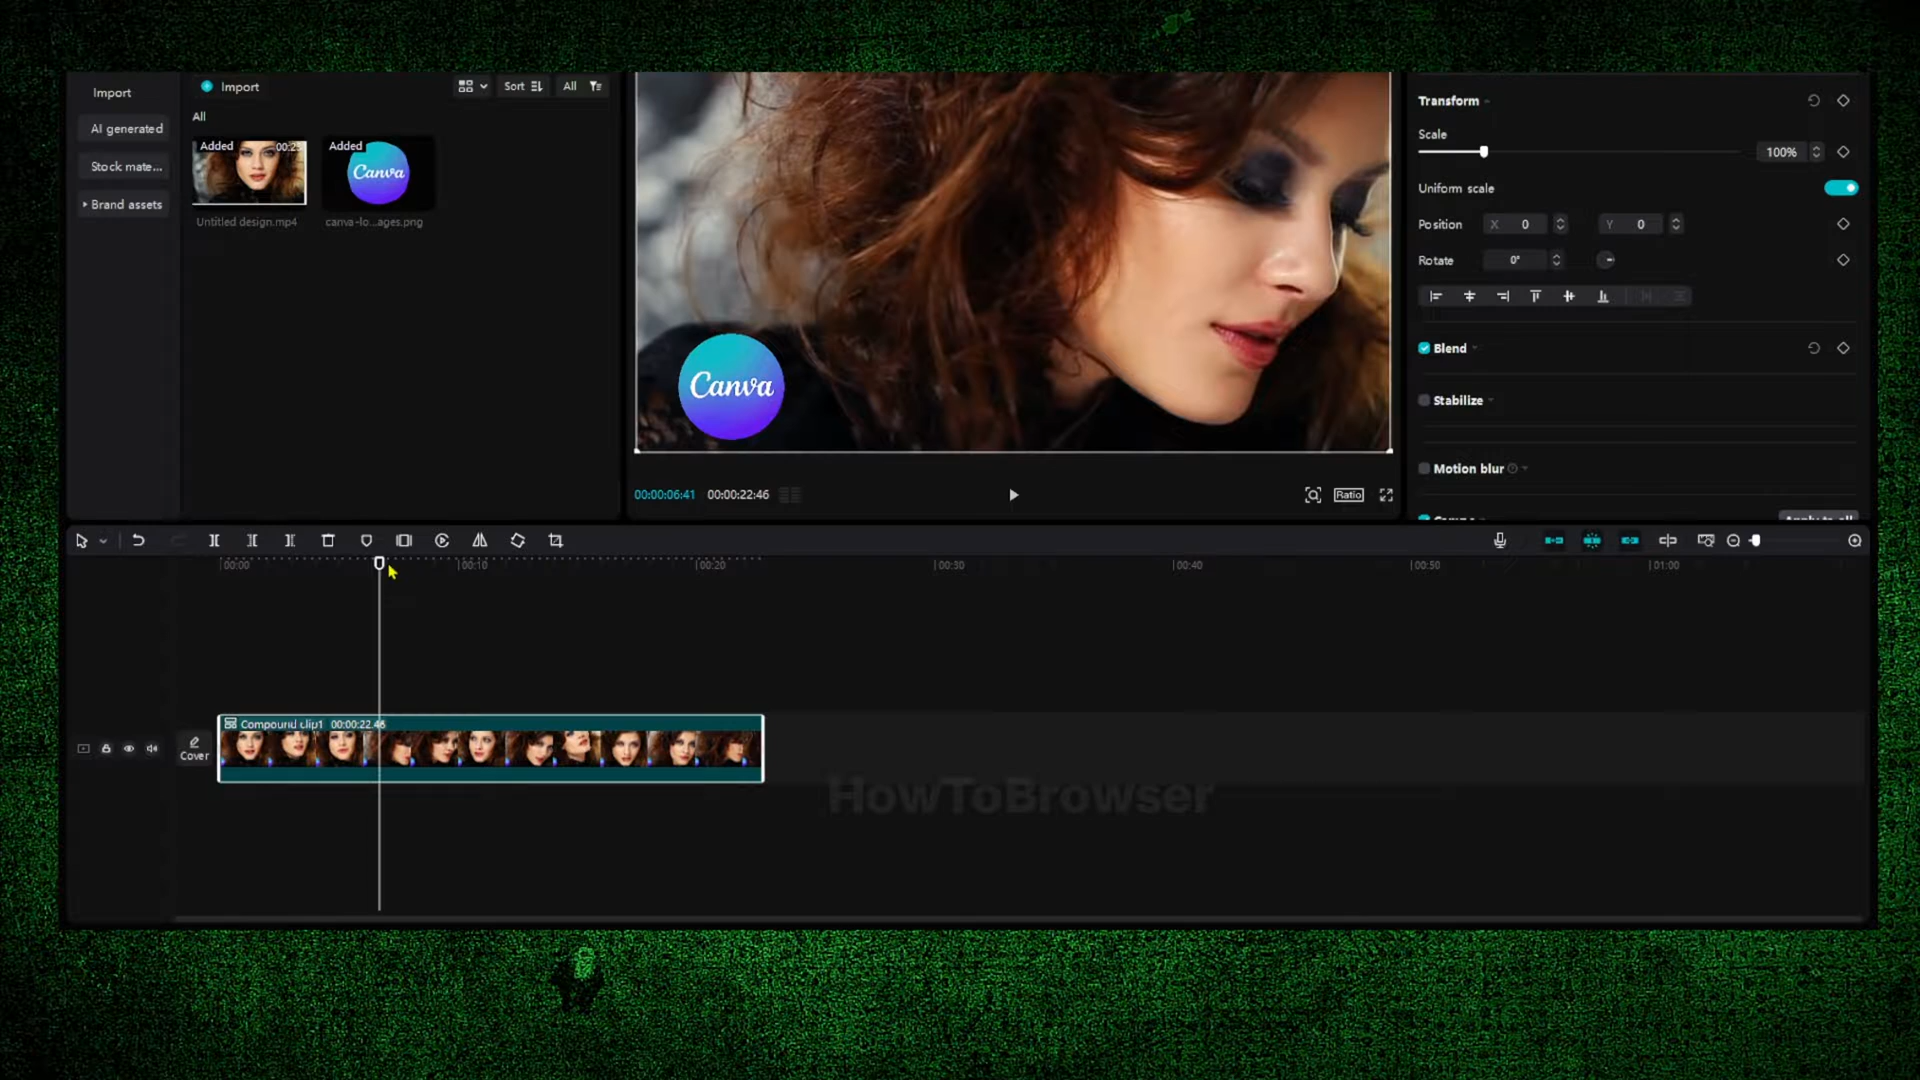 Import
AI generated
Stock mate...
Brand assets
Import
Sort
All
All
Added
00:23
Untitled design.mp4
Added
Canva
canva-lo...ages.png
Canva
00:00:06:41
00:00:22:46
Ratio
Transform
Scale
100%
Uniform scale
Position
X
0
Y
0
Rotate
0°
Blend
Stabilize
Motion blur
00:00
00:10
00:20
00:30
00:40
00:50
01:00
Cover
Compound clip1 00:00:22:46
HowToBrowser